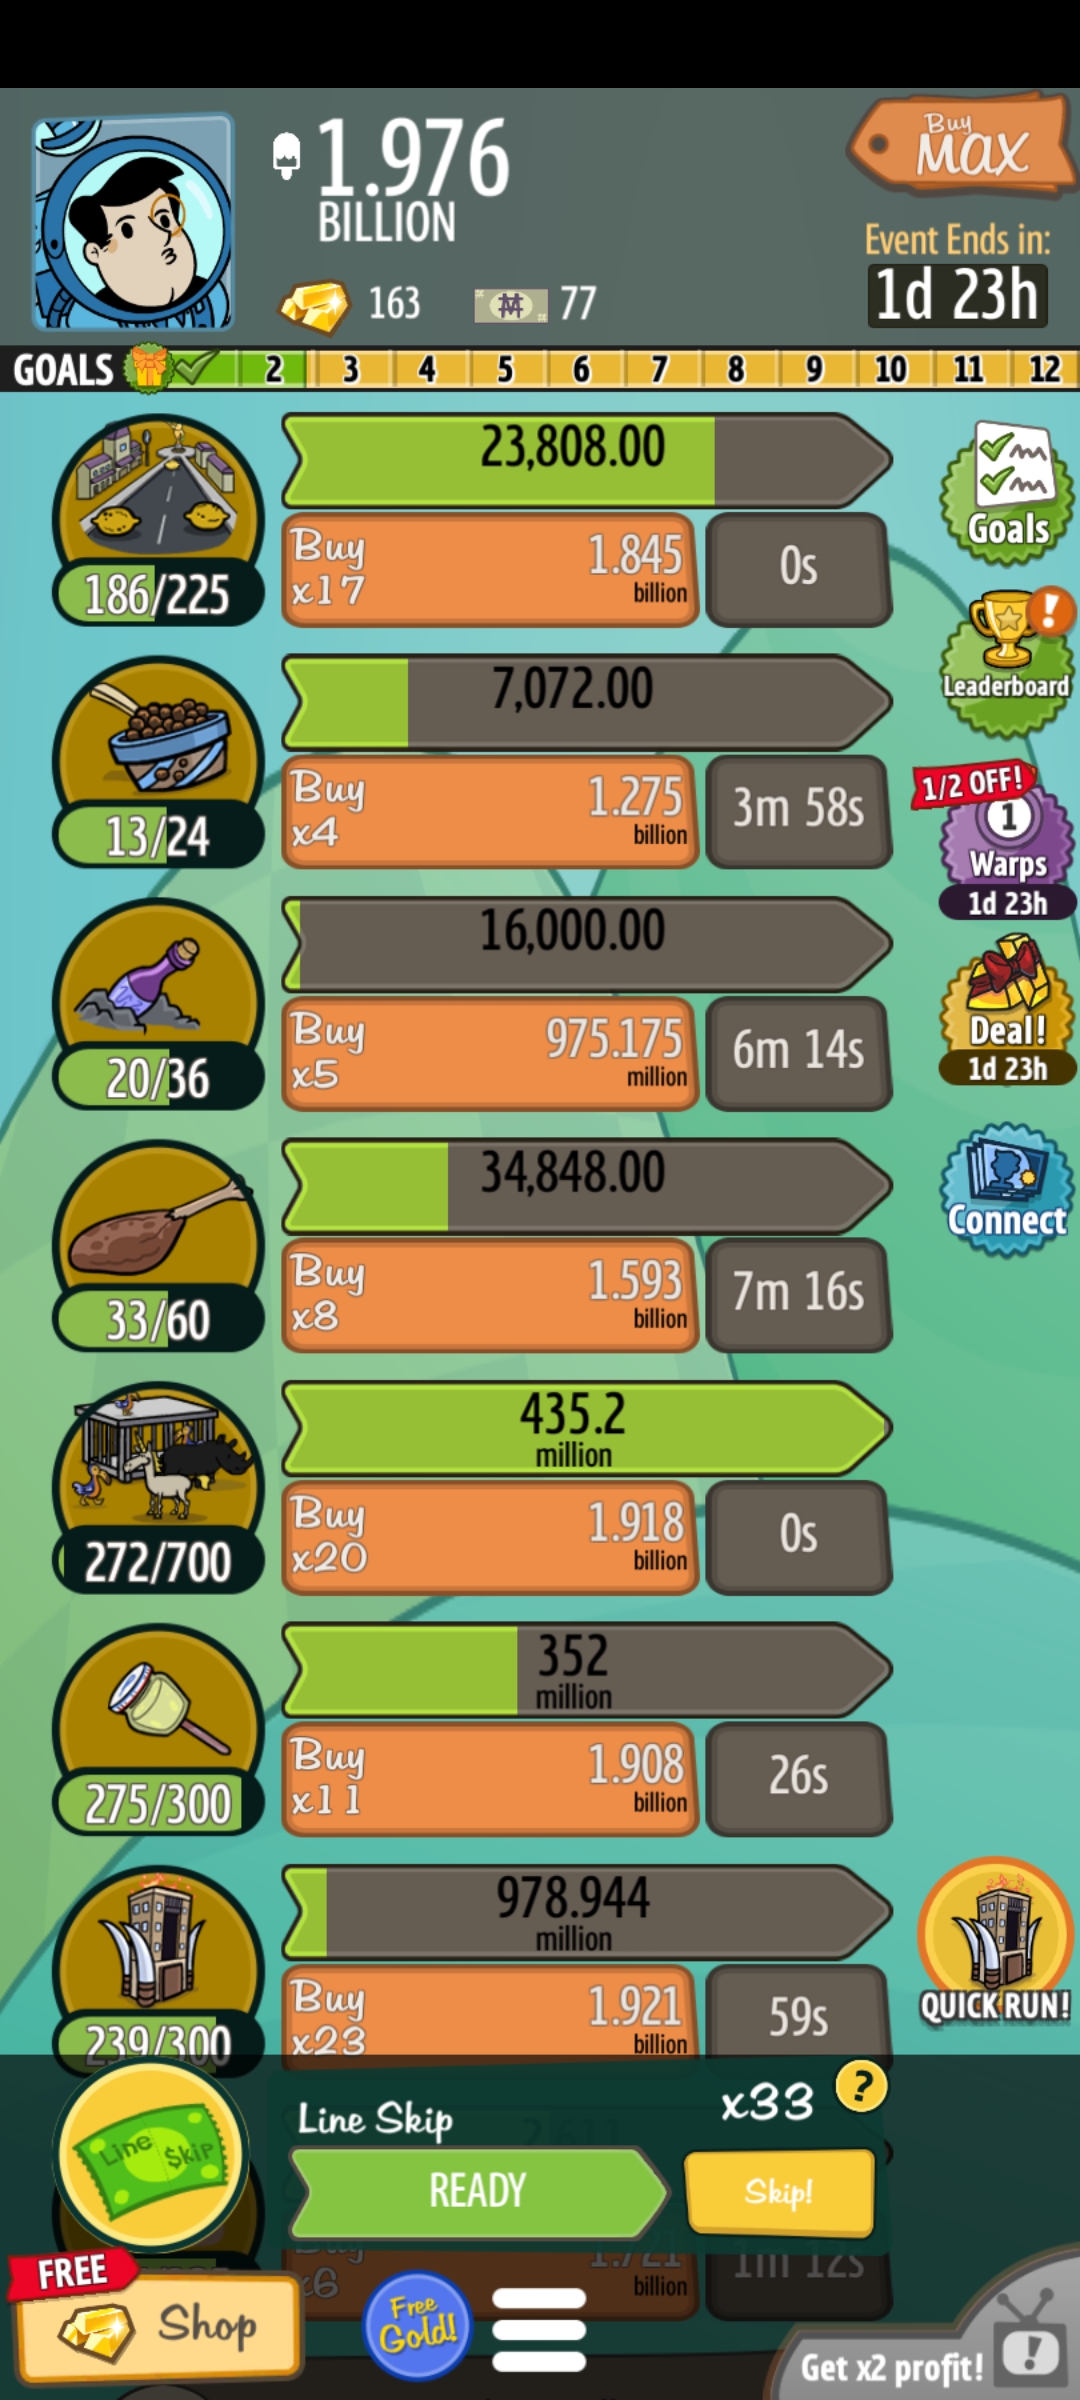 1.976
BILLION
Buy
MAX
Event Ends in:
1d 23h
163
77
GOALS 2 3 4 5 6 7 8 9 10 11 12
23,808.00
Buy
x17
1.845
billion
0s
186/225
Goals
Leaderboard
7,072.00
Buy
x4
1.275
billion
3m 58s
13/24
1/2 OFF!
1
Warps
1d 23h
16,000.00
Buy
x5
975.175
million
6m 14s
20/36
Deal!
1d 23h
34,848.00
Buy
x8
1.593
billion
7m 16s
33/60
Connect
435.2
million
Buy
x20
1.918
billion
0s
272/700
352
million
Buy
x11
1.908
billion
26s
275/300
978.944
million
Buy
x23
1.921
billion
59s
239/300
QUICK RUN!
Line Skip
x33
?
Line $kip
READY
Skip!
Buy
x6
1.721
billion
1m 12s
FREE
Shop
Free
Gold!
Get x2 profit!